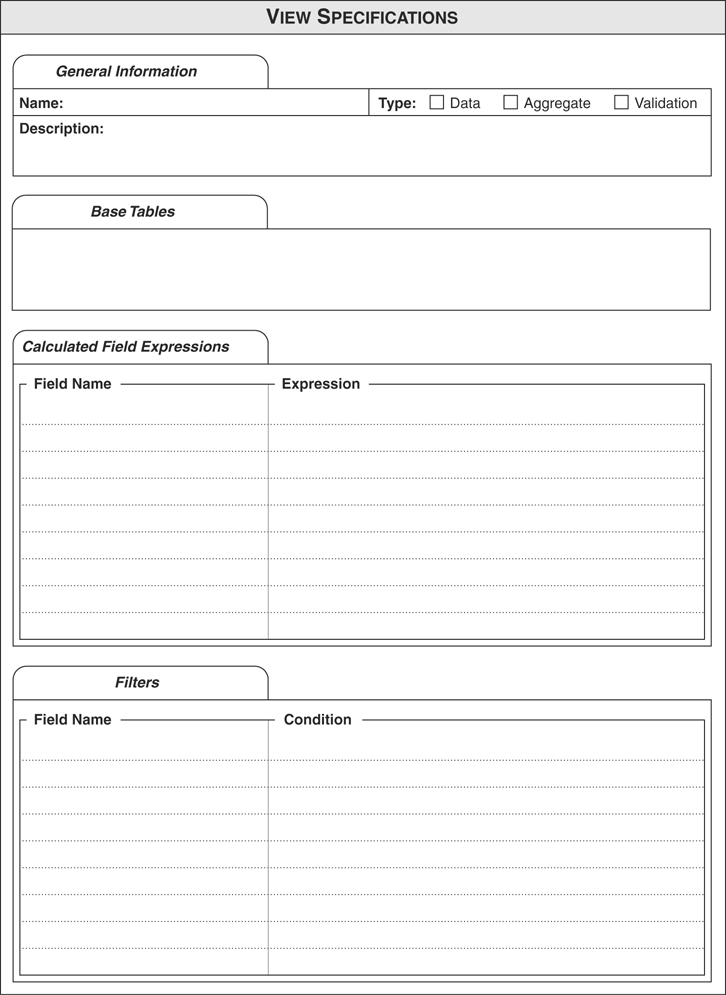 VIEW SPECIFICATIONS
General Information
Name: Type: Data Aggregate Validation
Description:
Base Tables
Calculated Field Expressions
Field Name Expression
Filters
Field Name Condition